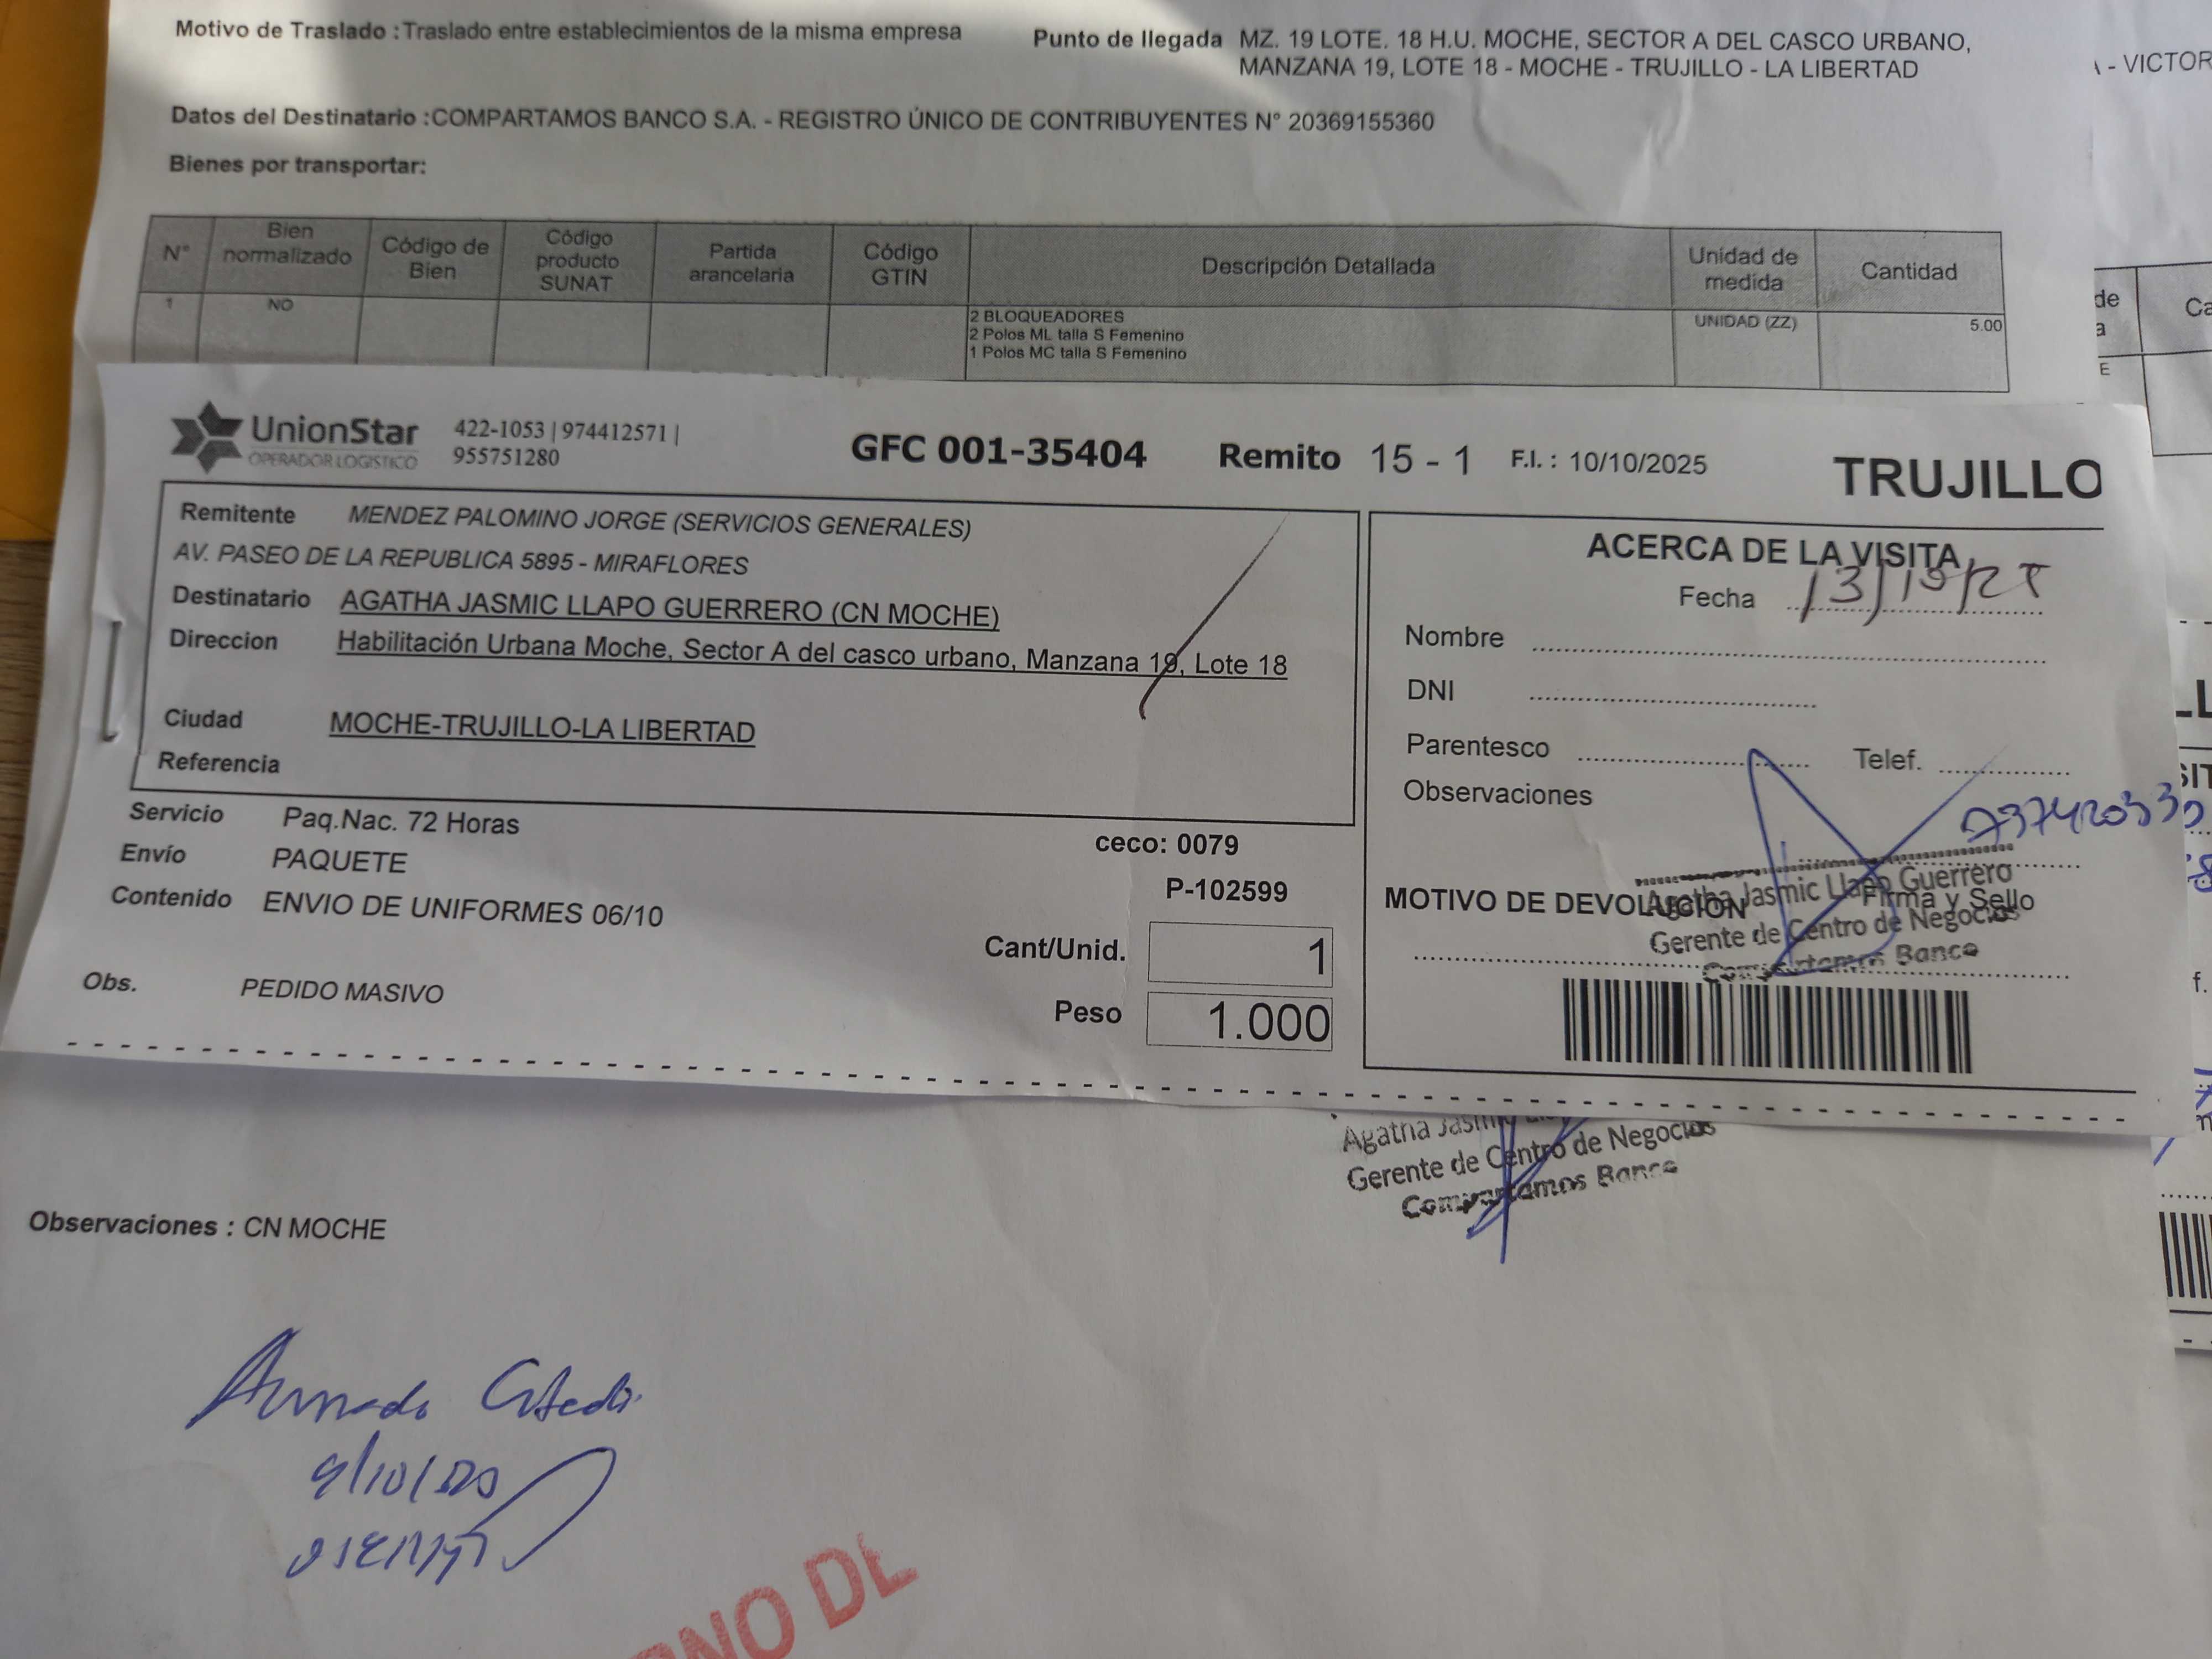 Motivo de Traslado : Traslado entre establecimientos de la misma empresa
Punto de llegada MZ. 19 LOTE. 18 H.U. MOCHE, SECTOR A DEL CASCO URBANO,
MANZANA 19, LOTE 18 - MOCHE - TRUJILLO - LA LIBERTAD
- VICTOR
Datos del Destinatario :COMPARTAMOS BANCO S.A. - REGISTRO ÚNICO DE CONTRIBUYENTES N° 20369155360
Bienes por transportar:
N° Bien normalizado Código de Bien Código producto SUNAT Partida arancelaria Código GTIN Descripción Detallada Unidad de medida Cantidad
1 NO 2 BLOQUEADORES UNIDAD (ZZ) 5.00
2 Polos ML talla S Femenino
1 Polos MC talla S Femenino
UnionStar
OPERADOR LOGISTICO
422-1053 | 974412571 |
955751280
GFC 001-35404 Remito 15 - 1 F.I. : 10/10/2025 TRUJILLO
Remitente MENDEZ PALOMINO JORGE (SERVICIOS GENERALES)
AV. PASEO DE LA REPUBLICA 5895 - MIRAFLORES
Destinatario AGATHA JASMIC LLAPO GUERRERO (CN MOCHE)
Direccion Habilitación Urbana Moche, Sector A del casco urbano, Manzana 19, Lote 18
Ciudad MOCHE-TRUJILLO-LA LIBERTAD
Referencia
Servicio Paq.Nac. 72 Horas
Envío PAQUETE
Contenido ENVIO DE UNIFORMES 06/10
Obs. PEDIDO MASIVO
ceco: 0079
P-102599
Cant/Unid. 1
Peso 1.000
ACERCA DE LA VISITA
Fecha 13/10/25
Nombre
DNI
Parentesco Telef.
Observaciones
MOTIVO DE DEVOLUCION
Firma y Sello
Agatha Jasmic Llapo Guerrero
Gerente de Centro de Negocios
Compartamos Banco
Agatha Jasmic
Gerente de Centro de Negocios
Compartamos Banco
Observaciones : CN MOCHE
NO DE